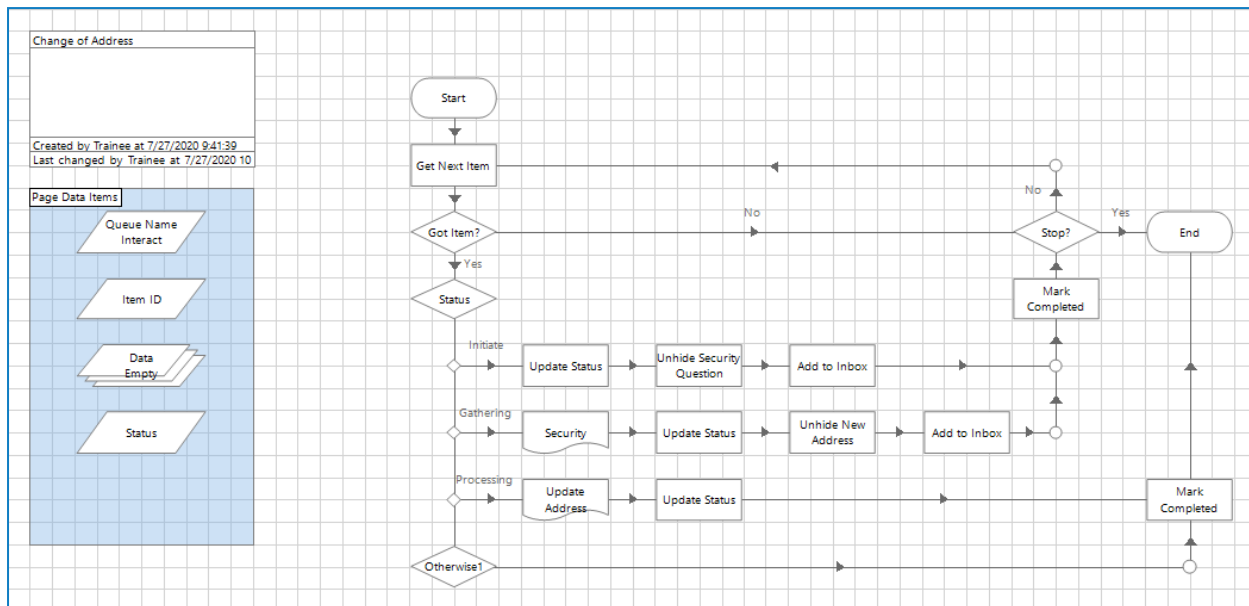 Change of Address
Created by Trainee at 7/27/2020 9:41:39
Last changed by Trainee at 7/27/2020 10
Page Data Items
Queue Name
Interact
Item ID
Data
Empty
Status
Start
Get Next Item
No
Got Item?
No
Stop?
Yes
End
Yes
Status
Mark
Completed
Initiate
Update Status
Unhide Security
Question
Add to Inbox
Gathering
Security
Update Status
Unhide New
Address
Add to Inbox
Processing
Update
Address
Update Status
Mark
Completed
Otherwise1